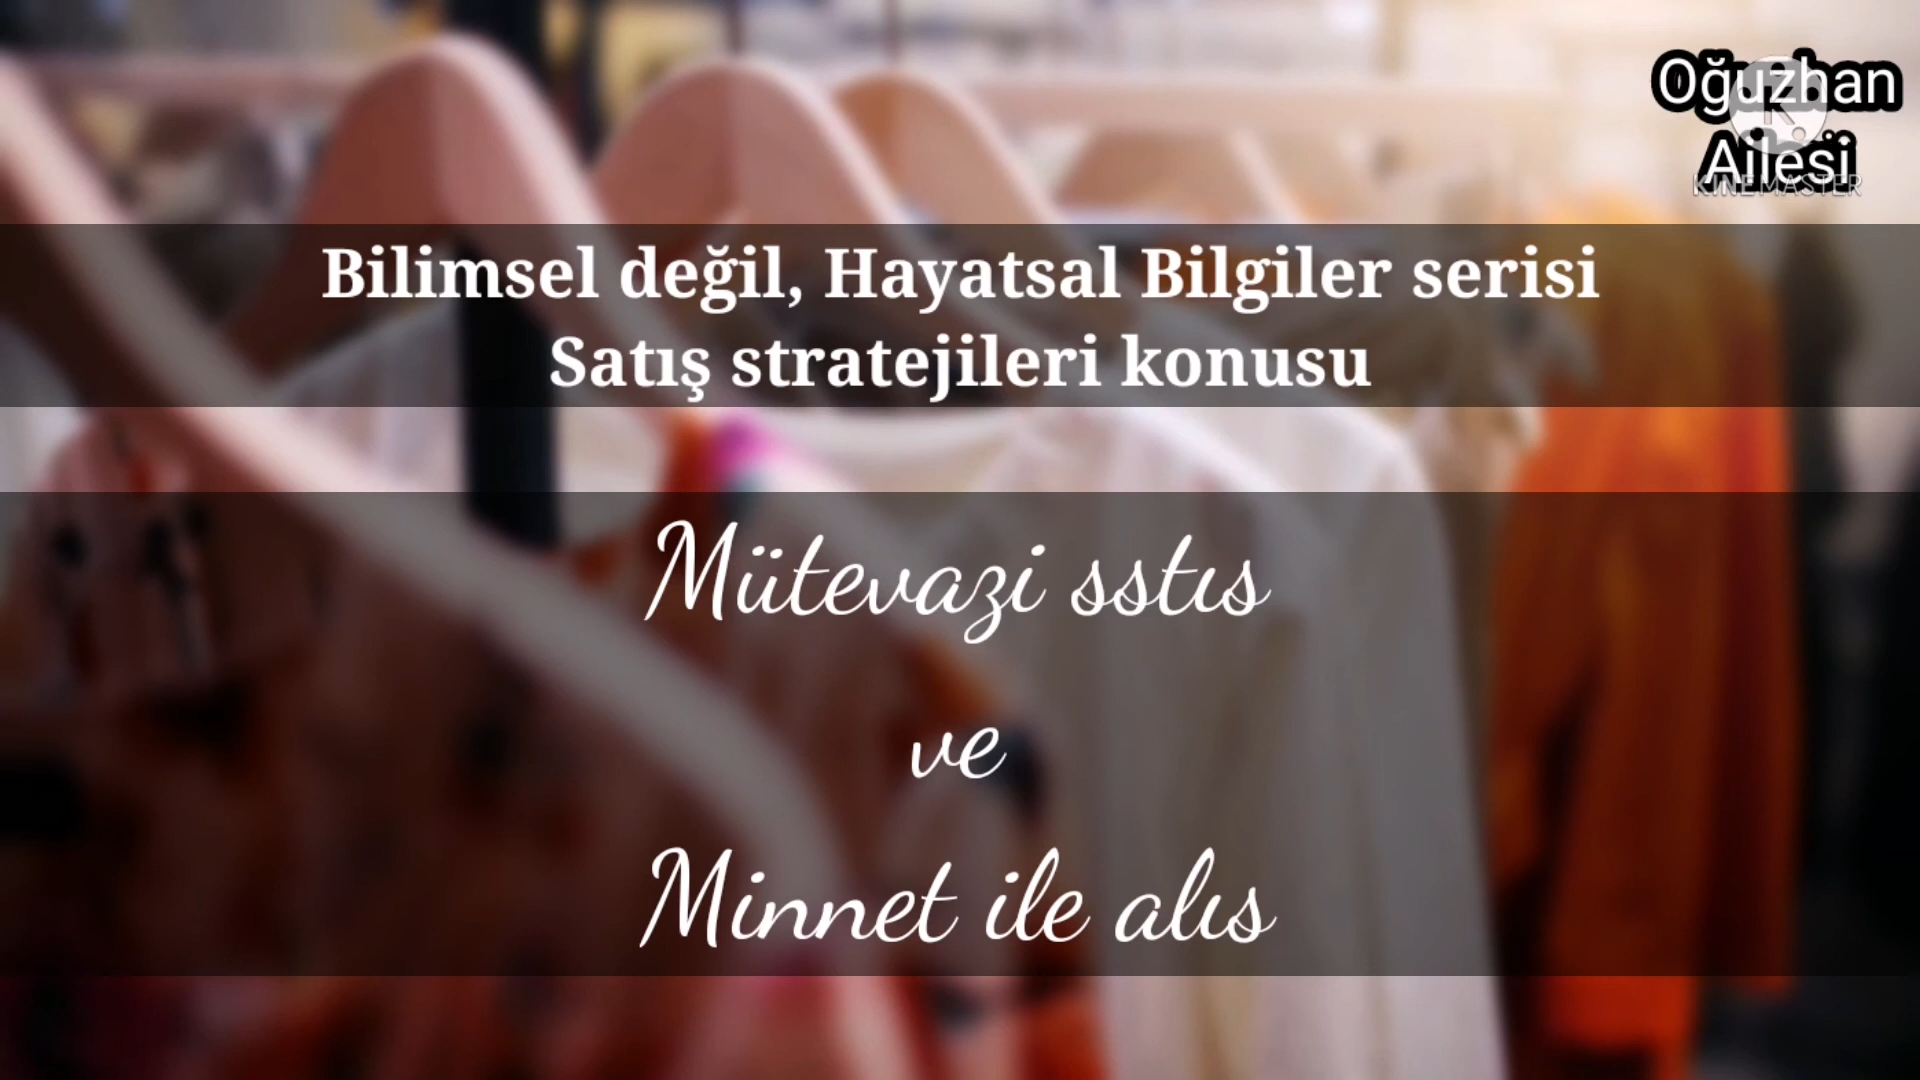 Oğuzhan
Ailesi
KINEMASTER
Bilimsel değil, Hayatsal Bilgiler serisi
Satış stratejileri konusu
Mütevazi sstıs
ve
Minnet ile alıs